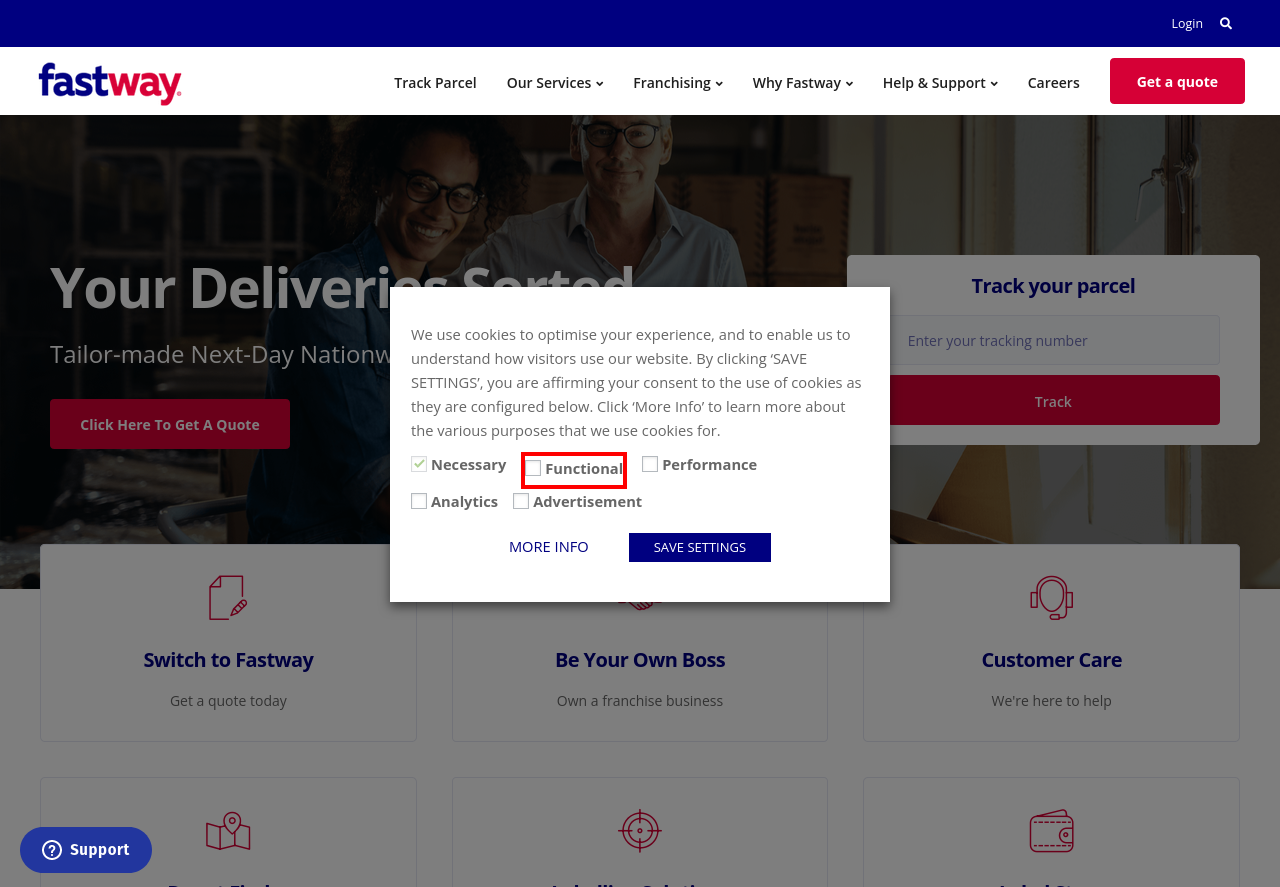 Login
fastway
Track Parcel
Our Services
Franchising
Why Fastway
Help & Support
Careers
Get a quote
Your Deliveries Sorted
Tailor-made Next-Day Nationw
Click Here To Get A Quote
Track your parcel
Enter your tracking number
Track
We use cookies to optimise your experience, and to enable us to
understand how visitors use our website. By clicking ‘SAVE
SETTINGS’, you are affirming your consent to the use of cookies as
they are configured below. Click ‘More Info’ to learn more about
the various purposes that we use cookies for.
Necessary Functional Performance
Analytics Advertisement
MORE INFO SAVE SETTINGS
Switch to Fastway
Get a quote today
Be Your Own Boss
Own a franchise business
Customer Care
We're here to help
Support